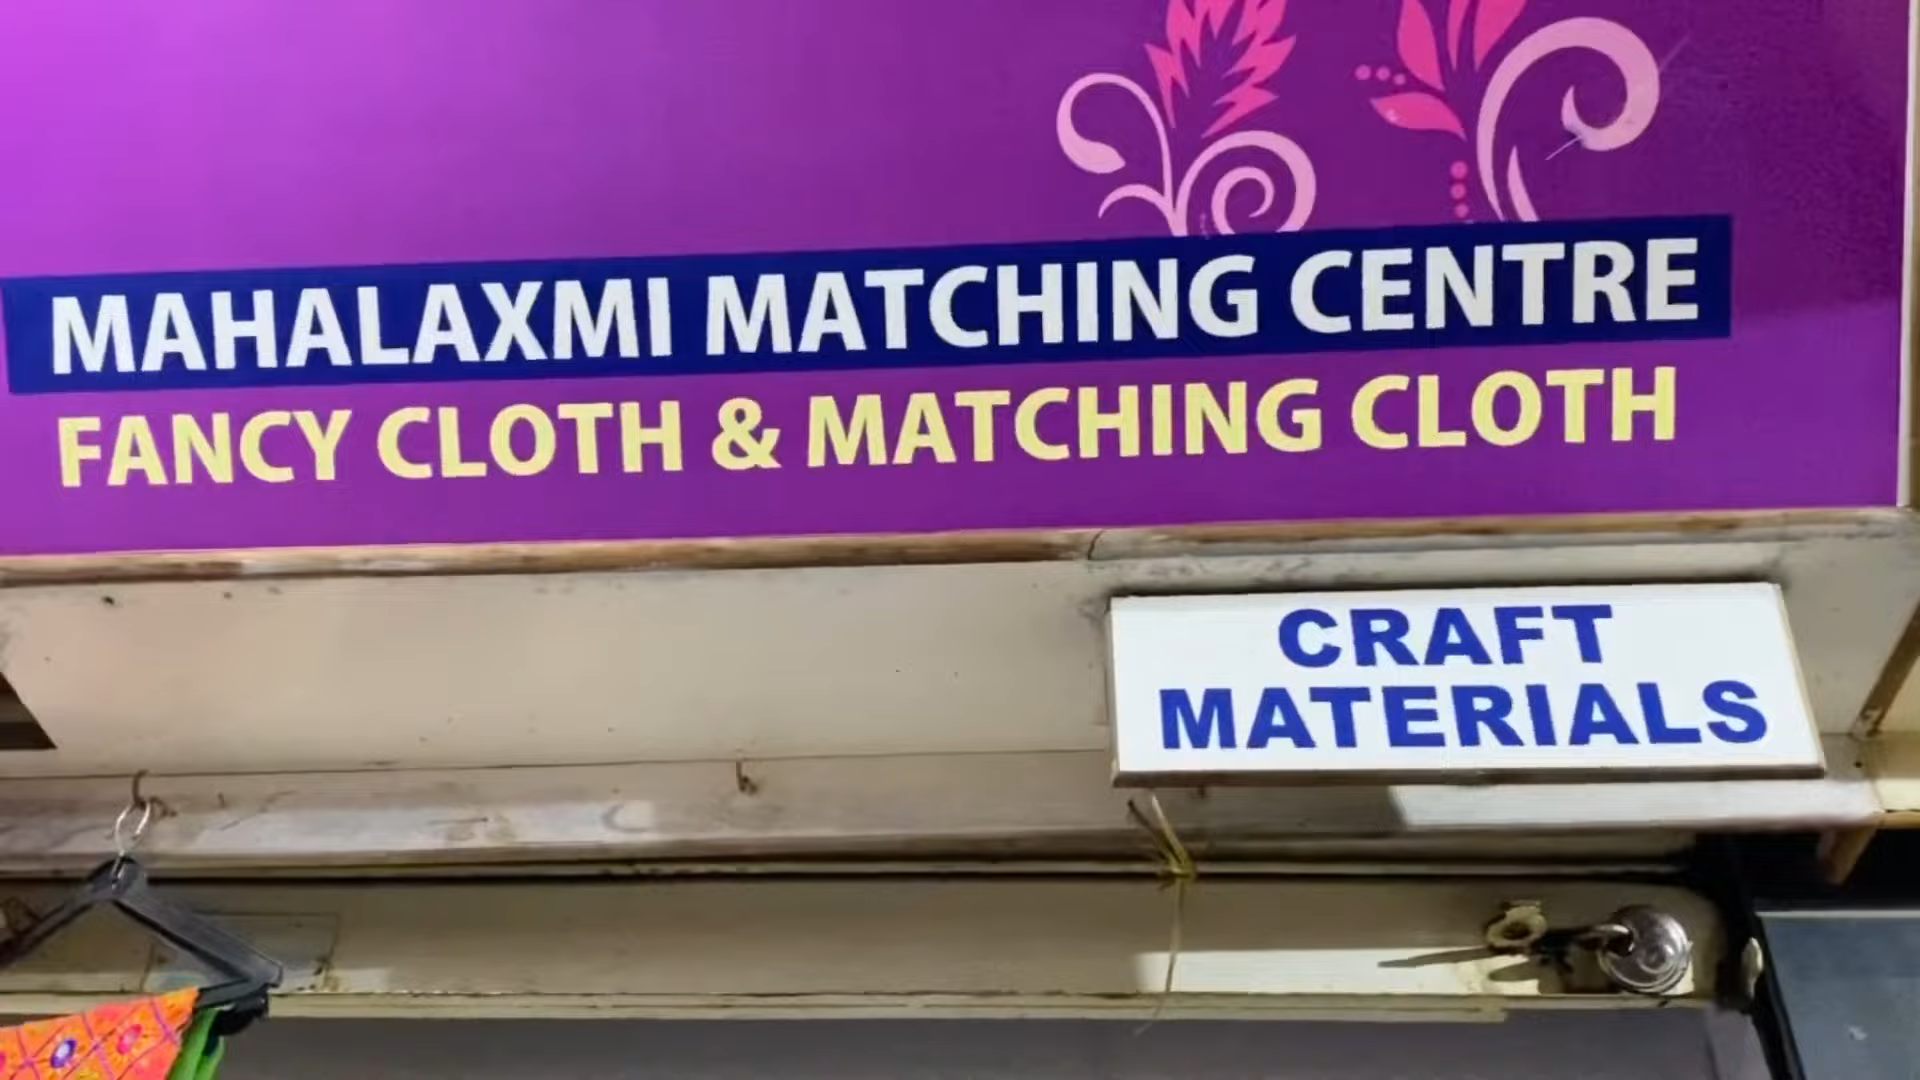 MAHALAXMI MATCHING CENTRE
FANCY CLOTH & MATCHING CLOTH
CRAFT
MATERIALS